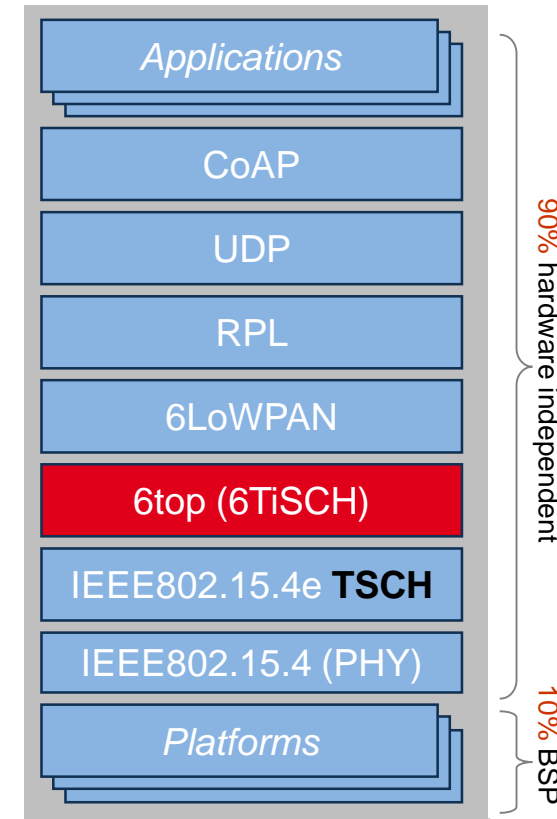 Applications
CoAP
UDP
RPL
6LoWPAN
6top (6TiSCH)
IEEE802.15.4e TSCH
IEEE802.15.4 (PHY)
Platforms
90% hardware independent
10% BSP